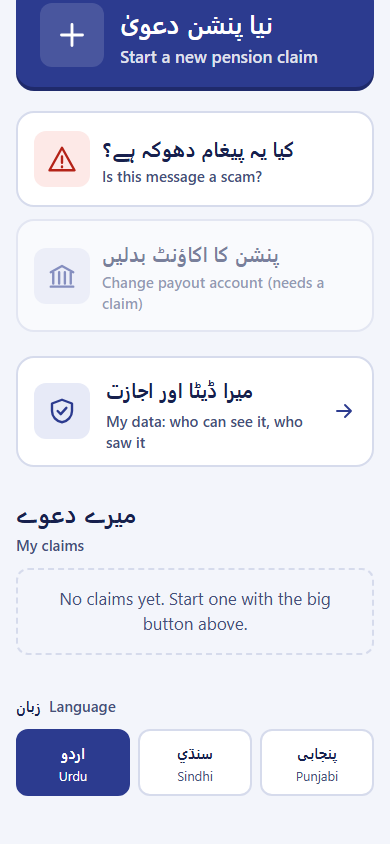 نیا پنشن دعویٰ
Start a new pension claim
کیا یہ پیغام دھوکہ ہے؟
Is this message a scam?
پنشن کا اکاؤنٹ بدلیں
Change payout account (needs a
claim)
میرا ڈیٹا اور اجازت
My data: who can see it, who
saw it
میرے دعوے
My claims
No claims yet. Start one with the big
button above.
زبان Language
اردو
Urdu
سنڌي
Sindhi
پنجابی
Punjabi